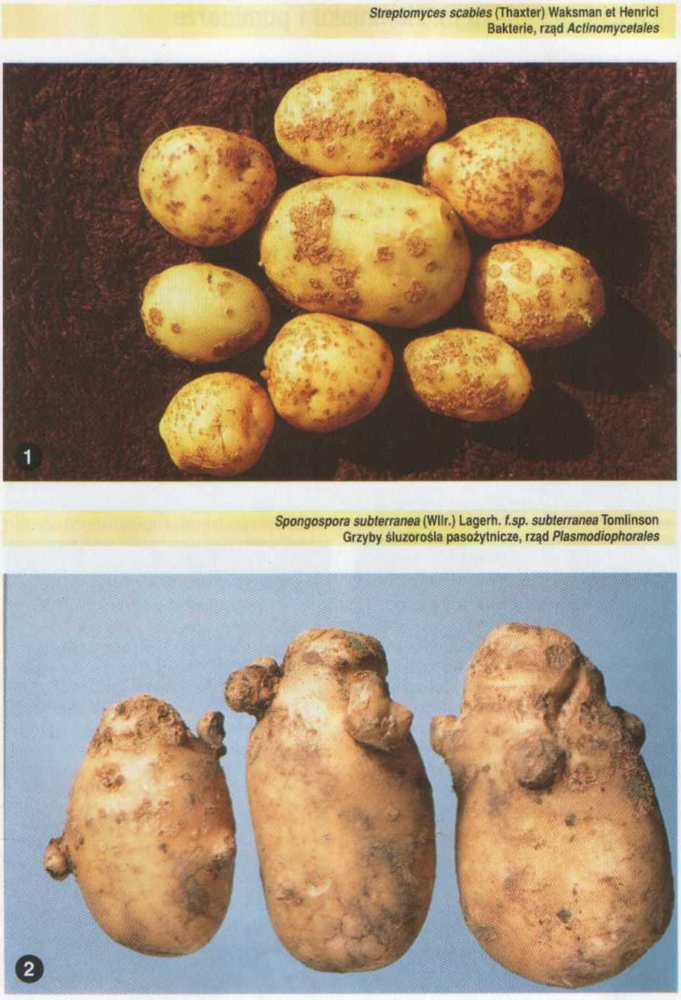 Streptomyces scabies (Thaxter) Waksman et Henrici
Bakterie, rząd Actinomycetales
1
Spongospora subterranea (Wllr.) Lagerh. f.sp. subterranea Tomlinson
Grzyby śluzorośla pasożytnicze, rząd Plasmodiophorales
2